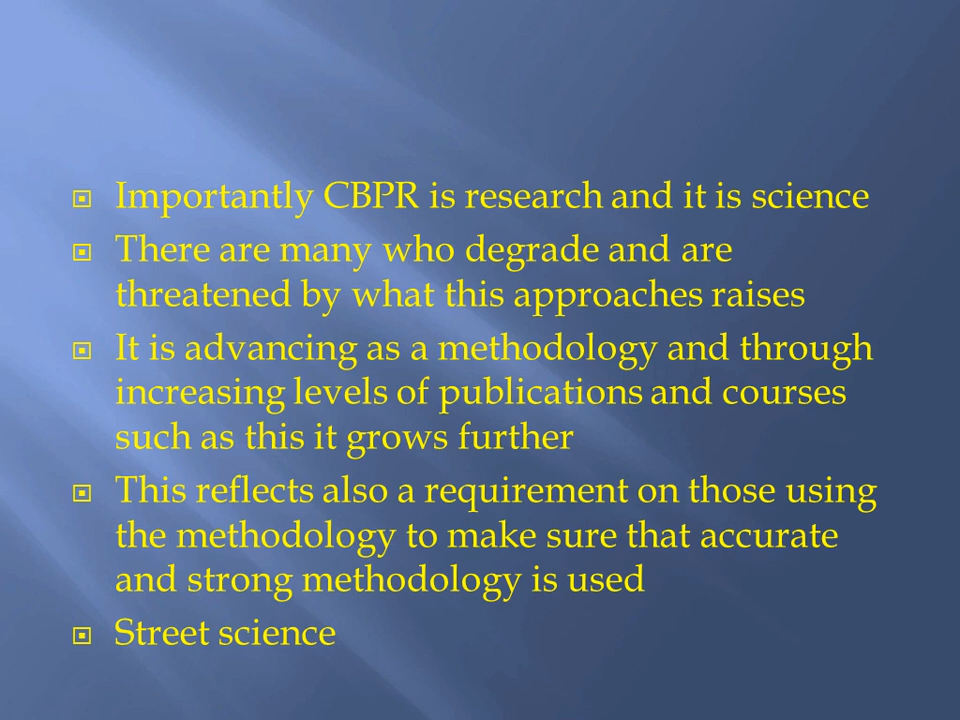 Importantly CBPR is research and it is science
There are many who degrade and are
threatened by what this approaches raises
It is advancing as a methodology and through
increasing levels of publications and courses
such as this it grows further
This reflects also a requirement on those using
the methodology to make sure that accurate
and strong methodology is used
Street science